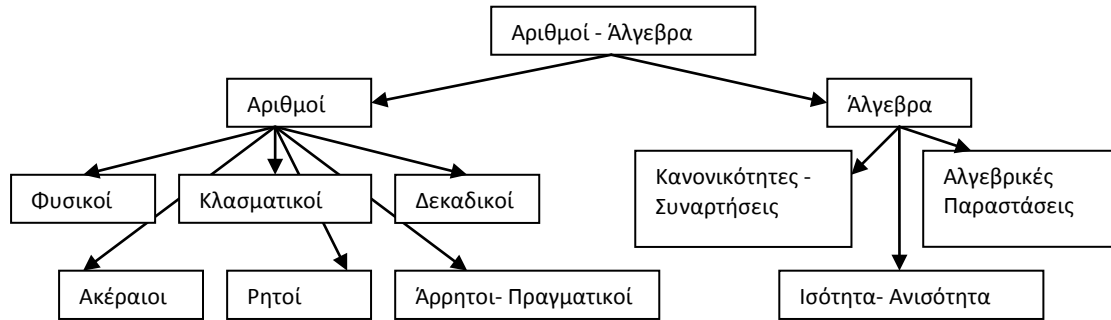 Αριθμοί - Άλγεβρα
Αριθμοί
Άλγεβρα
Φυσικοί
Κλασματικοί
Δεκαδικοί
Κανονικότητες -
Συναρτήσεις
Αλγεβρικές
Παραστάσεις
Ακέραιοι
Ρητοί
Άρρητοι- Πραγματικοί
Ισότητα- Ανισότητα